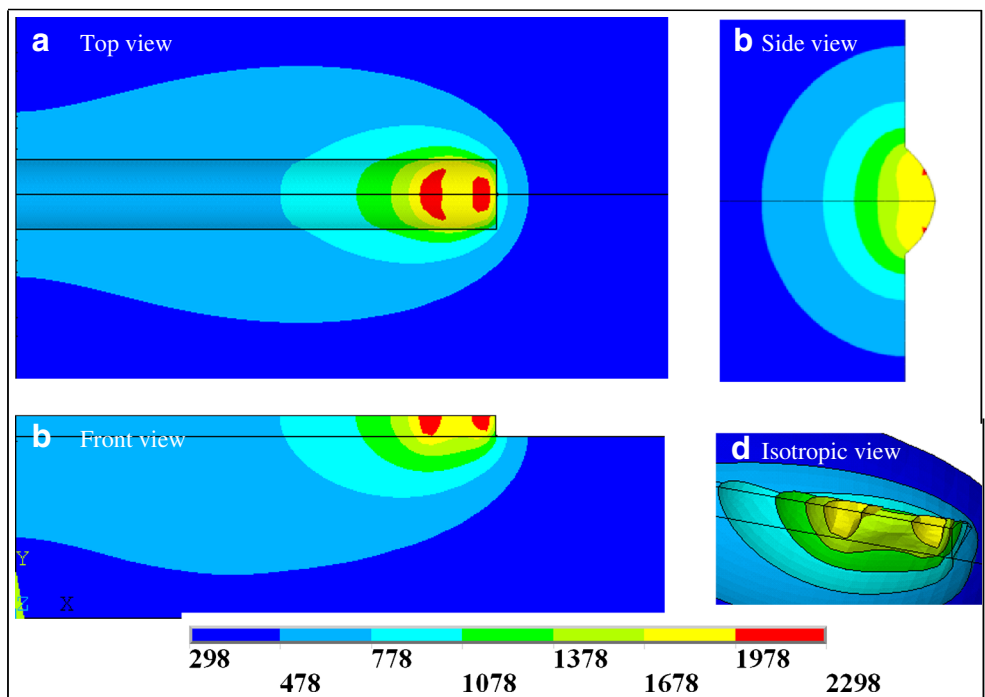 a Top view
b Side view
b Front view
d Isotropic view
Y
Z X
298 778 1378 1978
478 1078 1678 2298